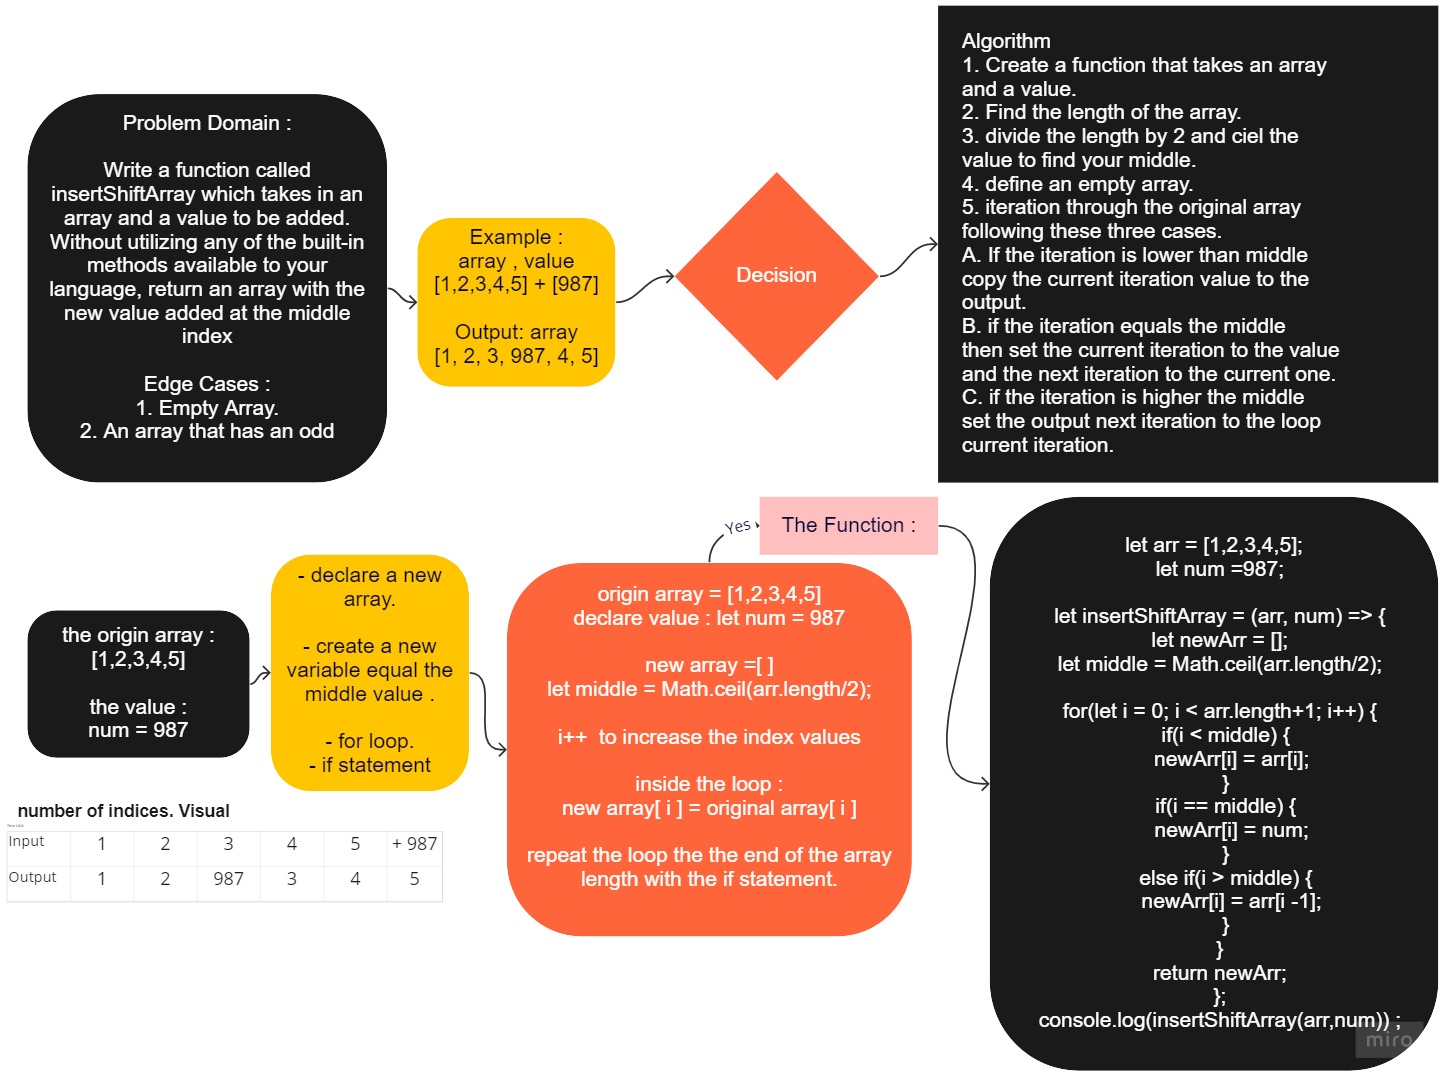 Problem Domain :
Write a function called
insertShiftArray which takes in an
array and a value to be added.
Without utilizing any of the built-in
methods available to your
language, return an array with the
new value added at the middle
index
Edge Cases :
1. Empty Array.
2. An array that has an odd
Example :
array , value
[1,2,3,4,5] + [987]
Output: array
[1, 2, 3, 987, 4, 5]
Decision
Algorithm
1. Create a function that takes an array
and a value.
2. Find the length of the array.
3. divide the length by 2 and ciel the
value to find your middle.
4. define an empty array.
5. iteration through the original array
following these three cases.
A. If the iteration is lower than middle
copy the current iteration value to the
output.
B. if the iteration equals the middle
then set the current iteration to the value
and the next iteration to the current one.
C. if the iteration is higher the middle
set the output next iteration to the loop
current iteration.
the origin array :
[1,2,3,4,5]
the value :
num = 987
- declare a new
array.
- create a new
variable equal the
middle value .
- for loop.
- if statement
origin array = [1,2,3,4,5]
declare value : let num = 987
new array =[ ]
let middle = Math.ceil(arr.length/2);
i++ to increase the index values
inside the loop :
new array[ i ] = original array[ i ]
repeat the loop the the end of the array
length with the if statement.
Yes
The Function :
let arr = [1,2,3,4,5];
let num =987;
let insertShiftArray = (arr, num) => {
let newArr = [];
let middle = Math.ceil(arr.length/2);
for(let i = 0; i < arr.length+1; i++) {
if(i < middle) {
newArr[i] = arr[i];
}
if(i == middle) {
newArr[i] = num;
}
else if(i > middle) {
newArr[i] = arr[i -1];
}
}
return newArr;
};
console.log(insertShiftArray(arr,num)) ;
miro
number of indices. Visual
Input 1 2 3 4 5 + 987
Output 1 2 987 3 4 5